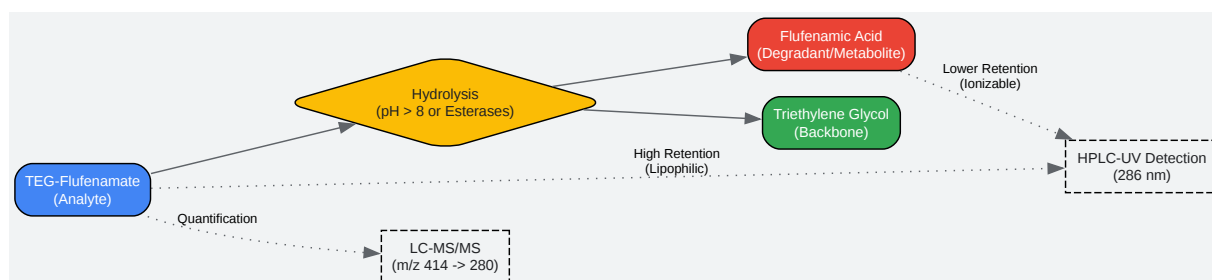 Flufenamic Acid
(Degradant/Metabolite)
Lower Retention
(Ionizable)
Hydrolysis
(pH > 8 or Esterases)
Triethylene Glycol
(Backbone)
High Retention
(Lipophilic)
HPLC-UV Detection
(286 nm)
TEG-Flufenamate
(Analyte)
Quantification
LC-MS/MS
(m/z 414 -> 280)